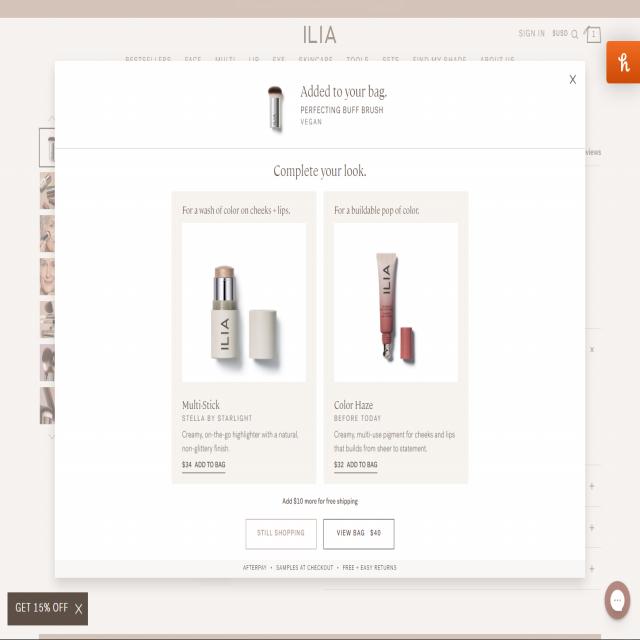 ILIA
SIGN IN
$USD
1
BESTSELLERS FACE MULTI LIP EYE SKINCARE TOOLS SETS FIND MY SHADE ABOUT US
X
Added to your bag.
PERFECTING BUFF BRUSH
VEGAN
Complete your look.
For a wash of color on cheeks + lips.
ILIA
Multi-Stick
STELLA BY STARLIGHT
Creamy, on-the-go highlighter with a natural,
non-glittery finish.
$34 ADD TO BAG
For a buildable pop of color.
ILIA
Color Haze
BEFORE TODAY
Creamy, multi-use pigment for cheeks and lips
that builds from sheer to statement.
$32 ADD TO BAG
Add $10 more for free shipping
STILL SHOPPING
VIEW BAG $40
AFTERPAY • SAMPLES AT CHECKOUT • FREE + EASY RETURNS
views
x
+
+
+
h
GET 15% OFF X